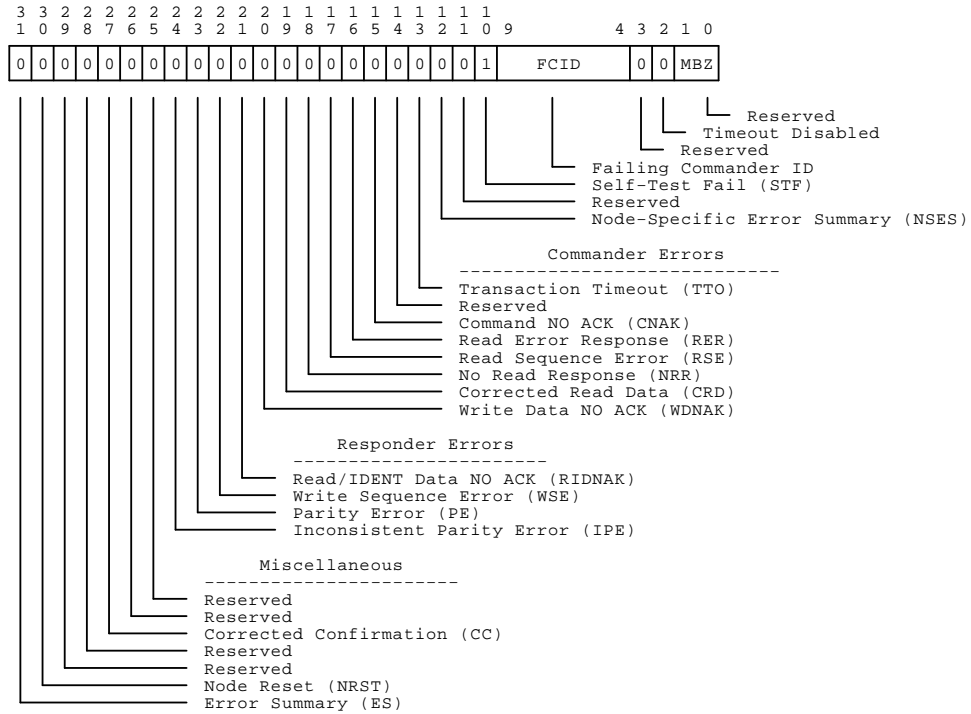 3 3 2 2 2 2 2 2 2 2 2 2 1 1 1 1 1 1 1 1 1 1
1 0 9 8 7 6 5 4 3 2 1 0 9 8 7 6 5 4 3 2 1 0 9 4 3 2 1 0
0 0 0 0 0 0 0 0 0 0 0 0 0 0 0 0 0 0 0 0 0 1 FCID 0 0 MBZ
Reserved
Timeout Disabled
Reserved
Failing Commander ID
Self-Test Fail (STF)
Reserved
Node-Specific Error Summary (NSES)
Commander Errors
-----------------------------
Transaction Timeout (TTO)
Reserved
Command NO ACK (CNAK)
Read Error Response (RER)
Read Sequence Error (RSE)
No Read Response (NRR)
Corrected Read Data (CRD)
Write Data NO ACK (WDNAK)
Responder Errors
-----------------------
Read/IDENT Data NO ACK (RIDNAK)
Write Sequence Error (WSE)
Parity Error (PE)
Inconsistent Parity Error (IPE)
Miscellaneous
-----------------------
Reserved
Reserved
Corrected Confirmation (CC)
Reserved
Reserved
Node Reset (NRST)
Error Summary (ES)